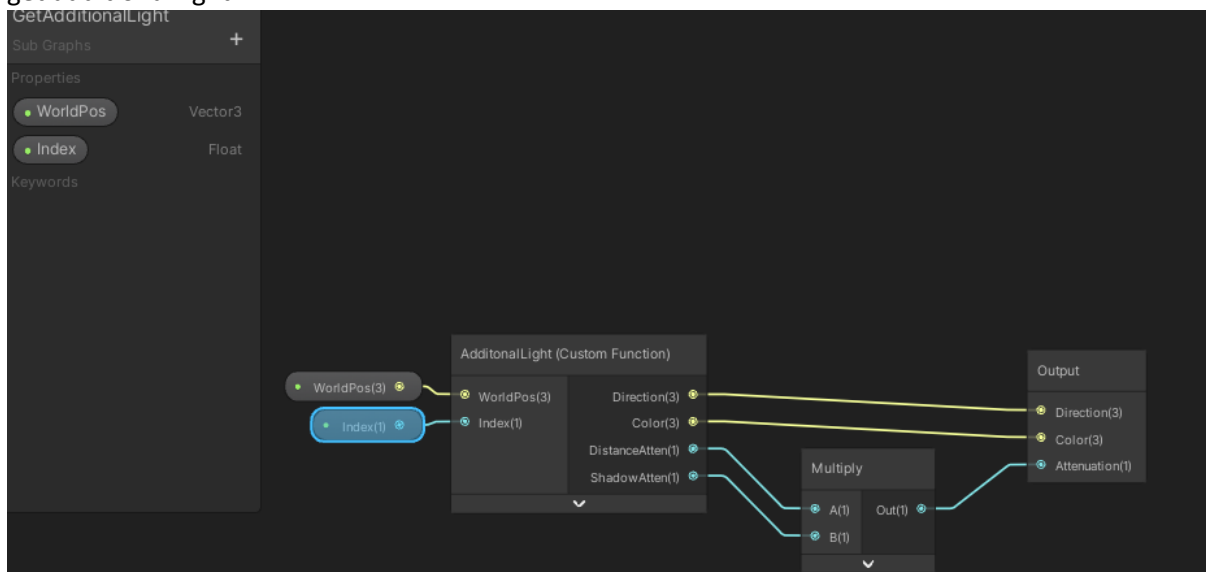 GetAdditionalLight
Sub Graphs
+
Properties
WorldPos Vector3
Index Float
Keywords
WorldPos(3)
Index(1)
AdditonalLight (Custom Function)
WorldPos(3)
Index(1)
Direction(3)
Color(3)
DistanceAtten(1)
ShadowAtten(1)
Multiply
A(1)
B(1)
Out(1)
Output
Direction(3)
Color(3)
Attenuation(1)